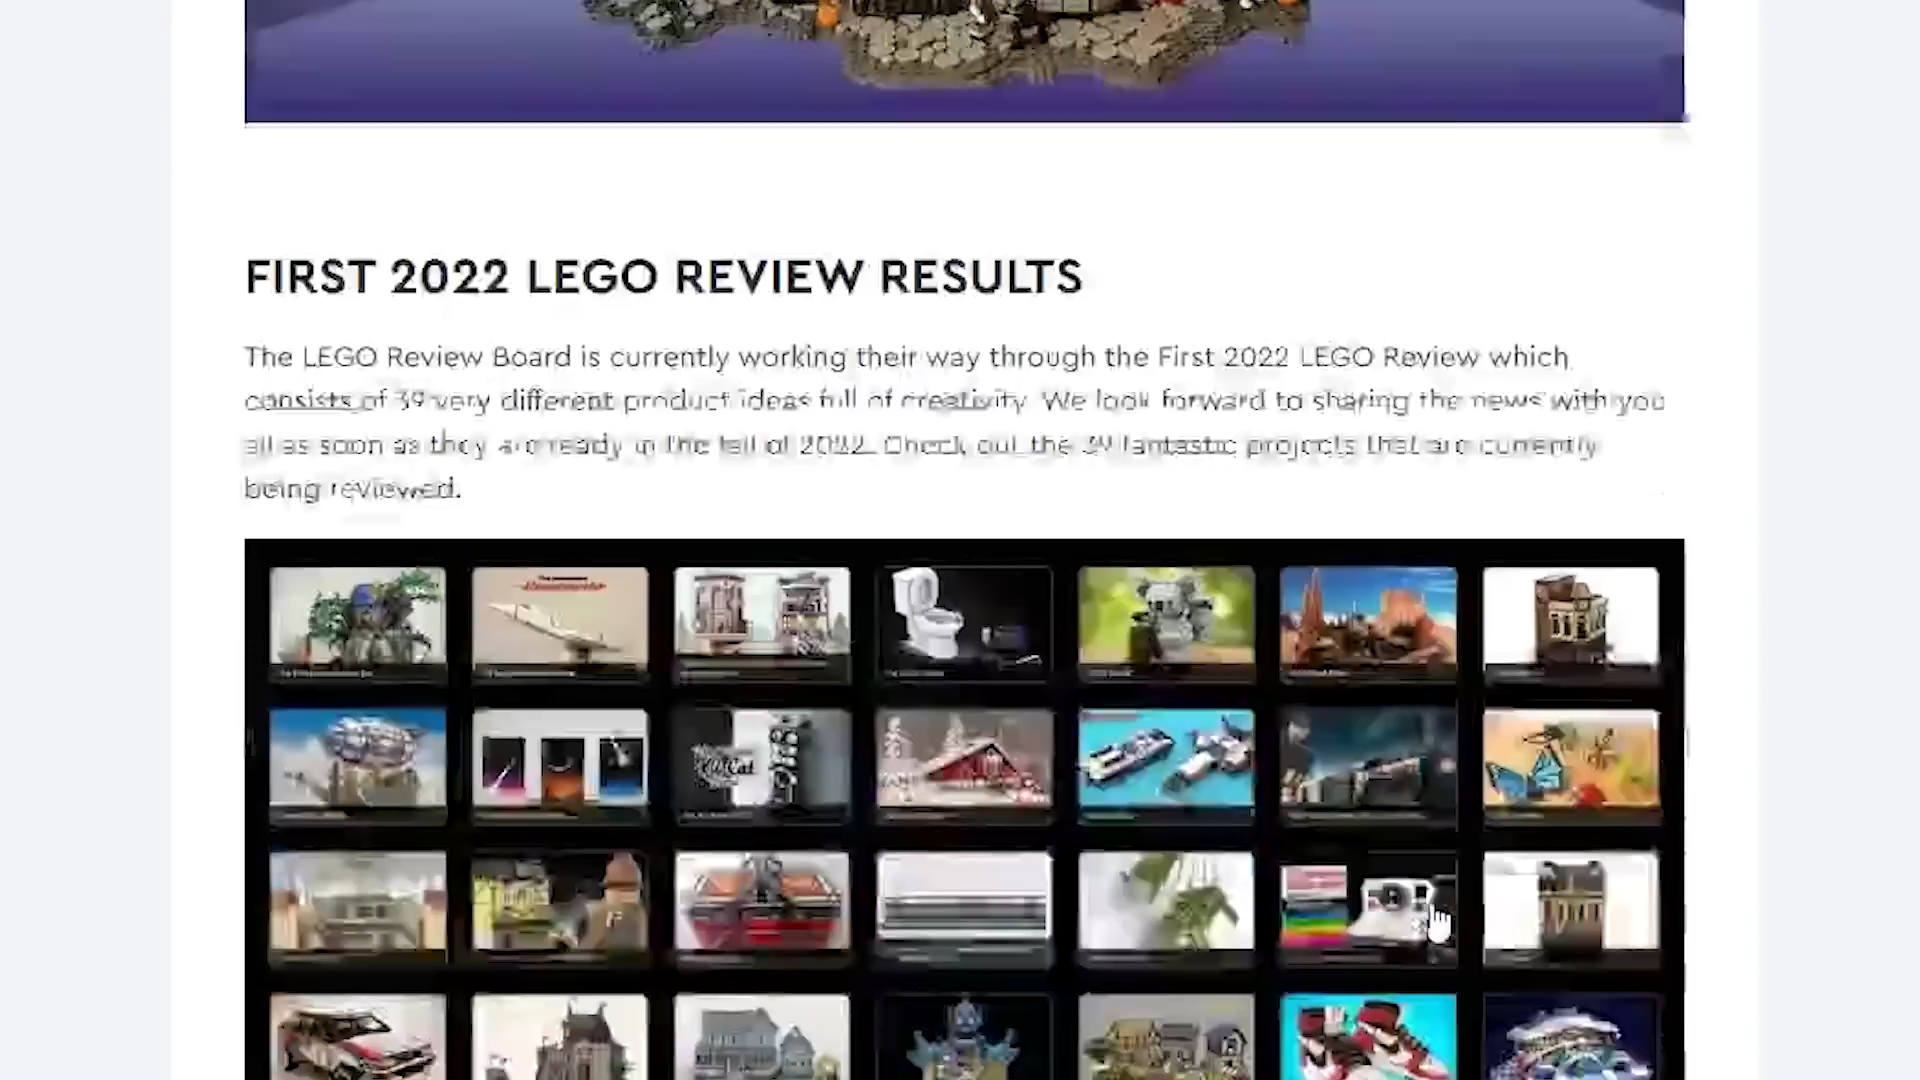 FIRST 2022 LEGO REVIEW RESULTS
The LEGO Review Board is currently working their way through the First 2022 LEGO Review which
consists of 39 very different product ideas full of creativity. We look forward to sharing the news with you
all as soon as they are ready in the fall of 2022. Check out the 39 fantastic projects that are currently
being reviewed.